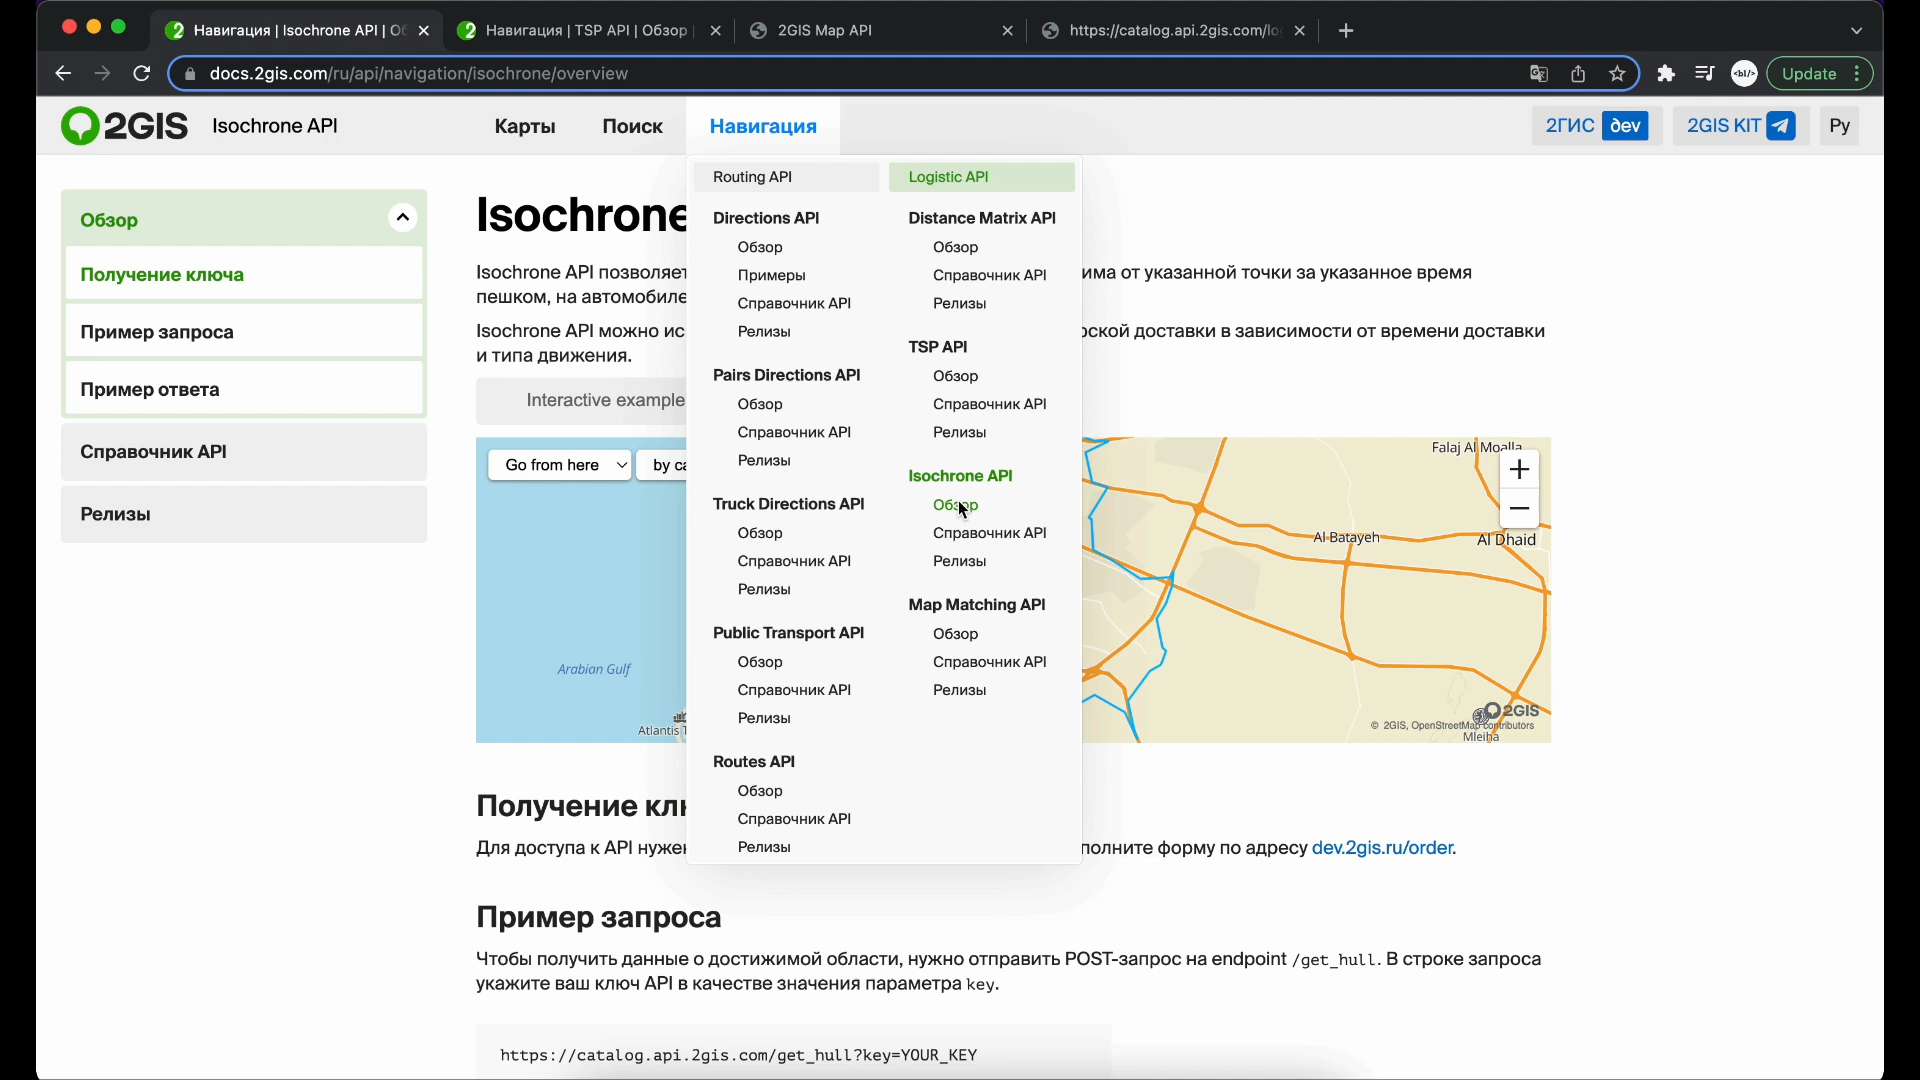 Навигация | Isochrone API | Об
Навигация | TSP API | Обзор
2GIS Map API
https://catalog.api.2gis.com/lo
docs.2gis.com/ru/api/navigation/isochrone/overview
<bl/>
Update
2GIS
Isochrone API
Карты
Поиск
Навигация
2ГИС dev
2GIS KIT
Ру
Обзор
Получение ключа
Пример запроса
Пример ответа
Справочник API
Релизы
Routing API
Directions API
Обзор
Примеры
Справочник API
Релизы
Pairs Directions API
Обзор
Справочник API
Релизы
Truck Directions API
Обзор
Справочник API
Релизы
Public Transport API
Обзор
Справочник API
Релизы
Routes API
Обзор
Справочник API
Релизы
Logistic API
Distance Matrix API
Обзор
Справочник API
Релизы
TSP API
Обзор
Справочник API
Релизы
Isochrone API
Обзор
Справочник API
Релизы
Map Matching API
Обзор
Справочник API
Релизы
Isochrone
Isochrone API позволяет има от указанной точки за указанное время
пешком, на автомобиле
Isochrone API можно ис рской доставки в зависимости от времени доставки
и типа движения.
Interactive example
Go from here
by ca
Falaj Al Moalla
Al Batayeh
Al Dhaid
Arabian Gulf
Atlantis T
2GIS
© 2GIS, OpenStreetMap contributors
Mleiha
Получение клю
Для доступа к API нужен полните форму по адресу dev.2gis.ru/order.
Пример запроса
Чтобы получить данные о достижимой области, нужно отправить POST-запрос на endpoint /get_hull. В строке запроса
укажите ваш ключ API в качестве значения параметра key.
https://catalog.api.2gis.com/get_hull?key=YOUR_KEY